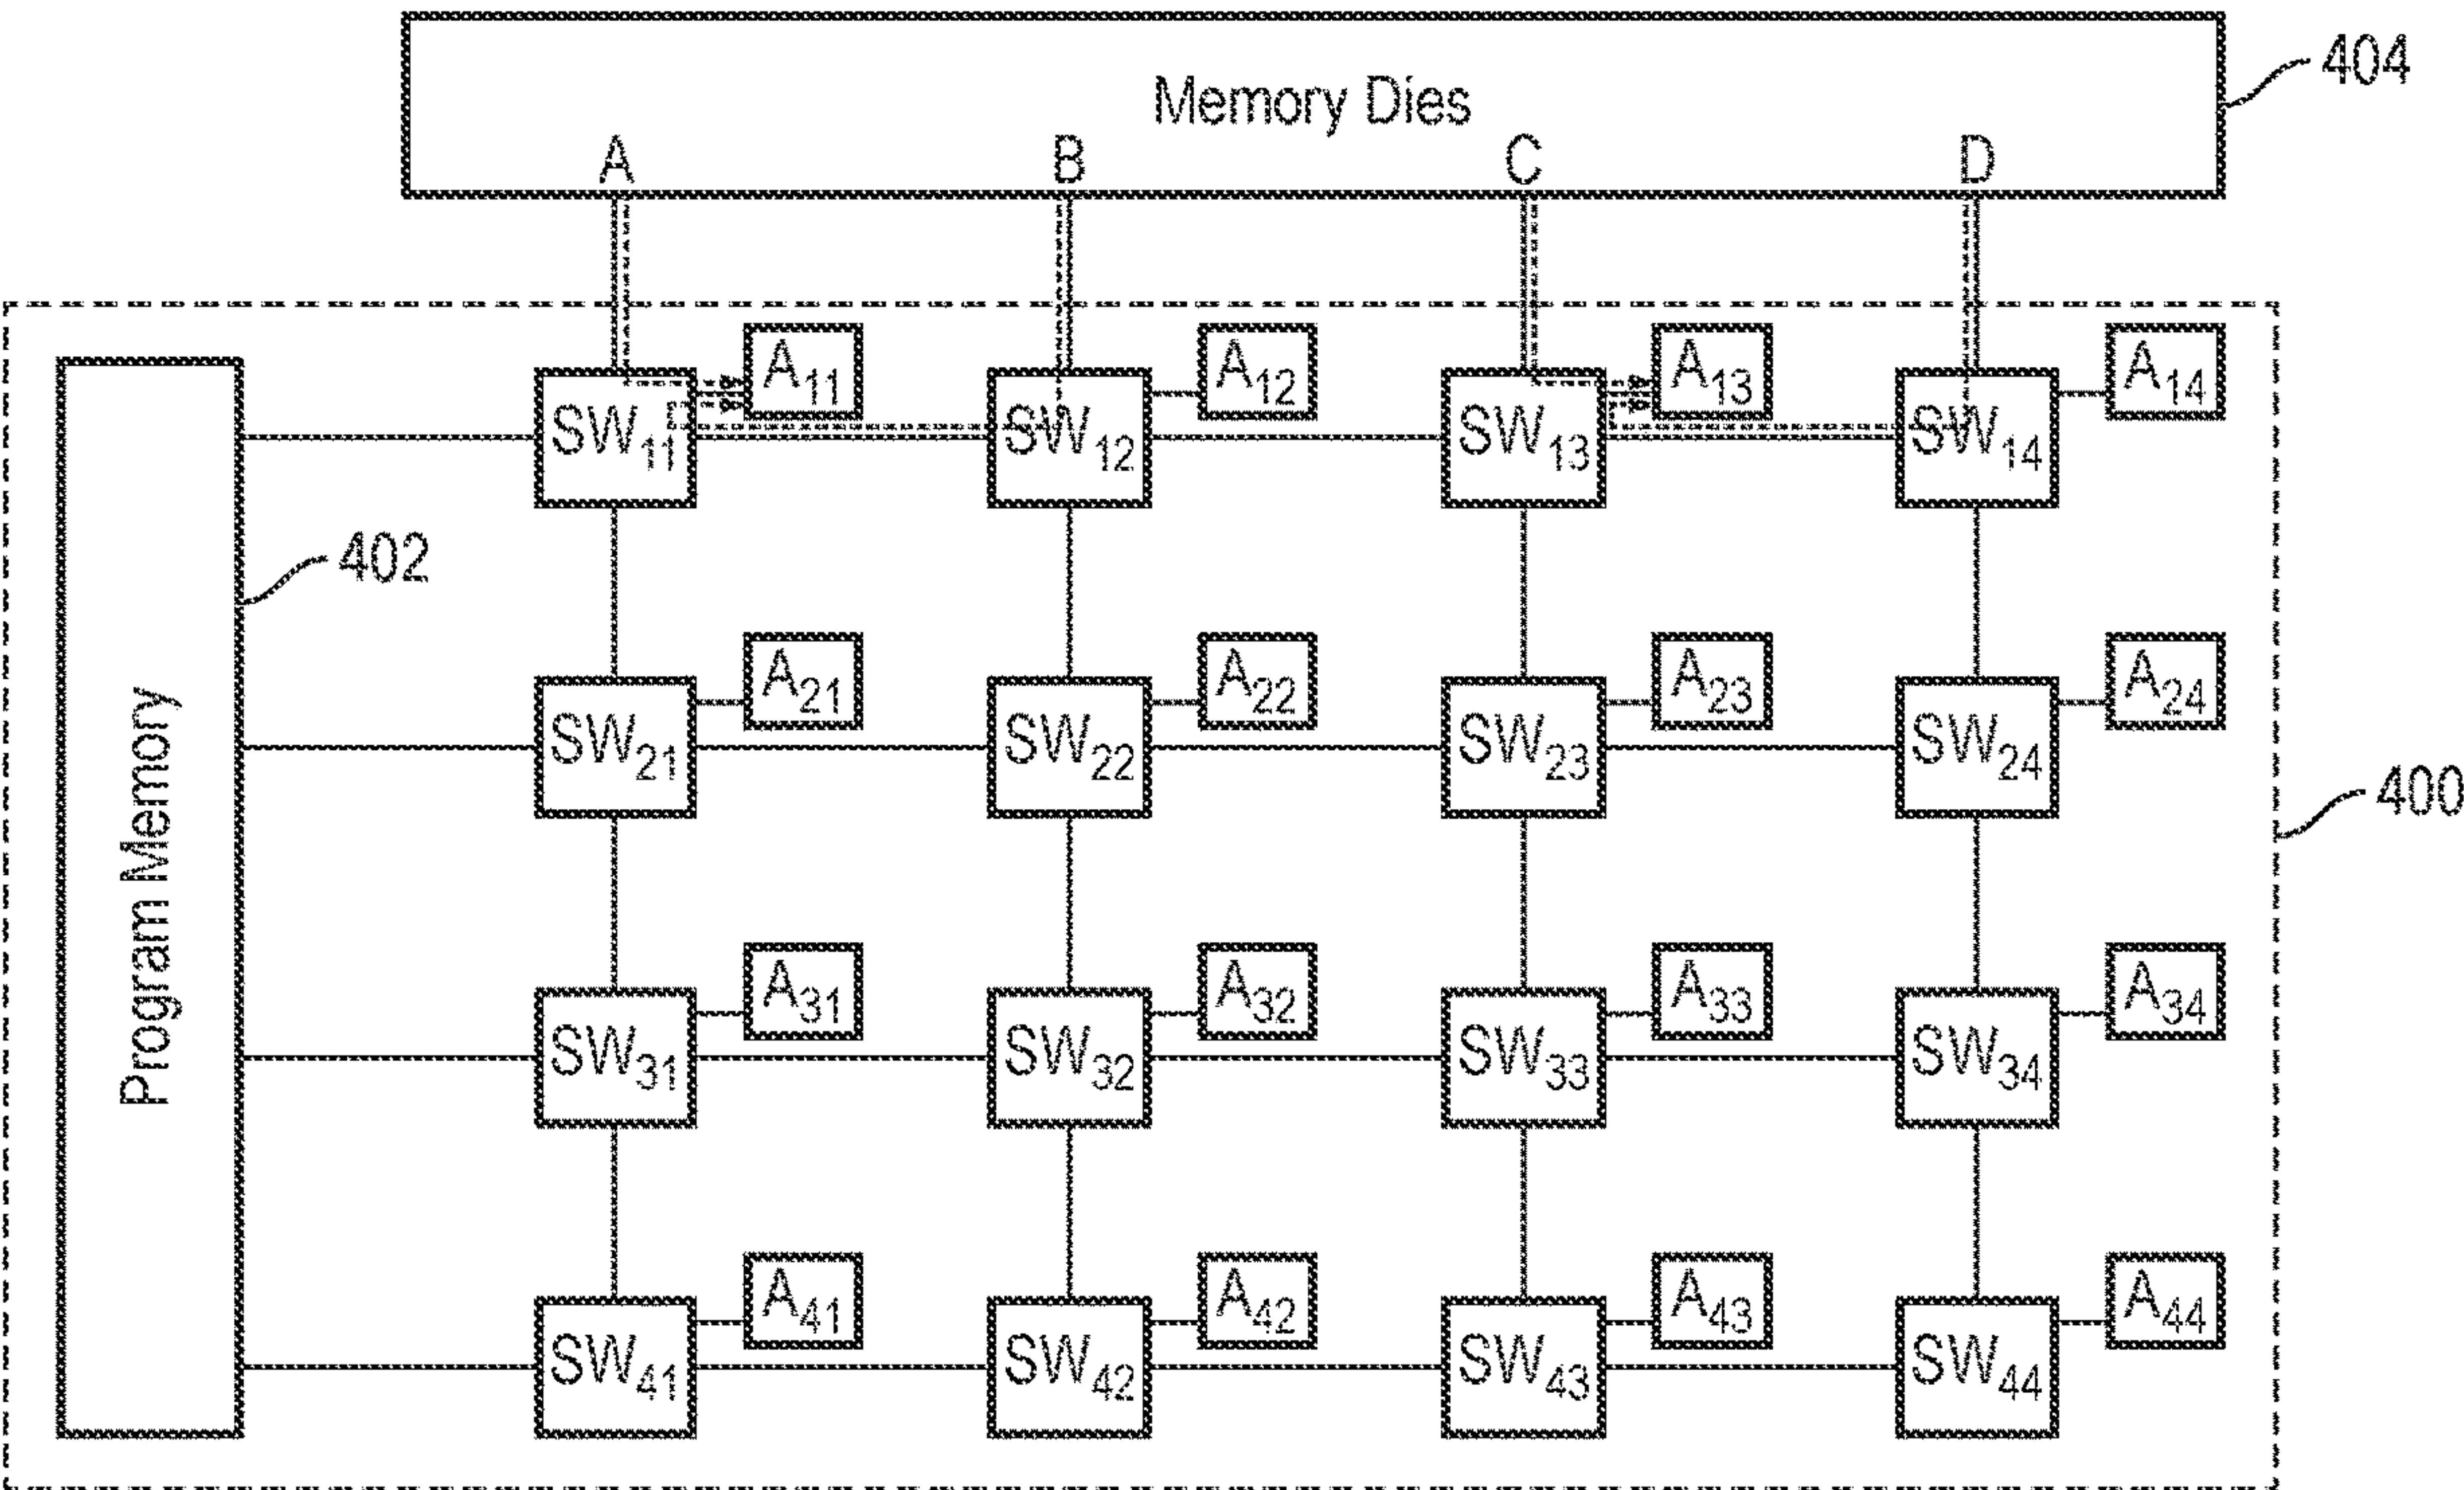 404
Memory Dies
A B C D
A11 A12 A13 A14
SW11 SW12 SW13 SW14
402
A21 A22 A23 A24
SW21 SW22 SW23 SW24
400
Program Memory
A31 A32 A33 A34
SW31 SW32 SW33 SW34
A41 A42 A43 A44
SW41 SW42 SW43 SW44